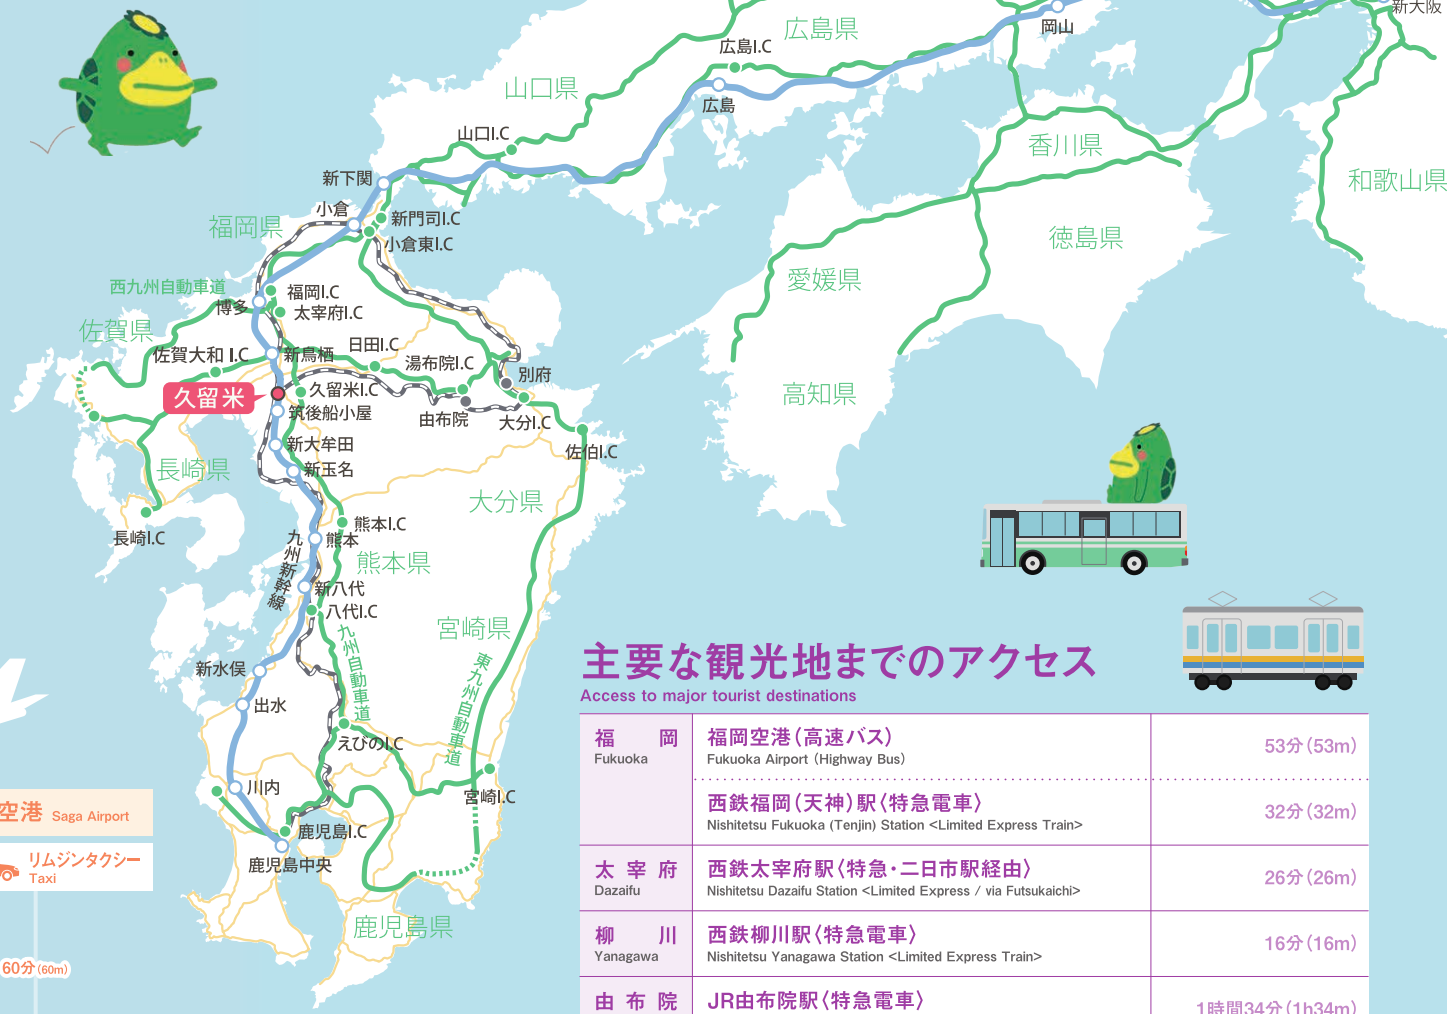 新大阪
岡山
広島県
広島I.C
山口県
広島
山口I.C
香川県
新下関
和歌山県
小倉
新門司I.C
福岡県
小倉東I.C
徳島県
愛媛県
西九州自動車道
福岡I.C
博多
太宰府I.C
佐賀県
佐賀大和 I.C
新鳥栖
日田I.C
湯布院I.C
別府
久留米
久留米I.C
高知県
筑後船小屋
由布院
大分I.C
新大牟田
佐伯I.C
新玉名
長崎県
大分県
長崎I.C
熊本I.C
熊本
九州新幹線
熊本県
新八代
八代I.C
宮崎県
九州自動車道
東九州自動車道
新水俣
出水
えびのI.C
川内
宮崎I.C
鹿児島I.C
鹿児島中央
鹿児島県
空港 Saga Airport
リムジンタクシー
Taxi
60分(60m)
主要な観光地までのアクセス
Access to major tourist destinations
福岡
Fukuoka
福岡空港(高速バス)
Fukuoka Airport (Highway Bus)
53分(53m)
西鉄福岡(天神)駅〈特急電車〉
Nishitetsu Fukuoka (Tenjin) Station <Limited Express Train>
32分(32m)
太宰府
Dazaifu
西鉄太宰府駅〈特急・二日市駅経由〉
Nishitetsu Dazaifu Station <Limited Express / via Futsukaichi>
26分(26m)
柳川
Yanagawa
西鉄柳川駅〈特急電車〉
Nishitetsu Yanagawa Station <Limited Express Train>
16分(16m)
由布院
JR由布院駅〈特急電車〉
1時間34分(1h34m)